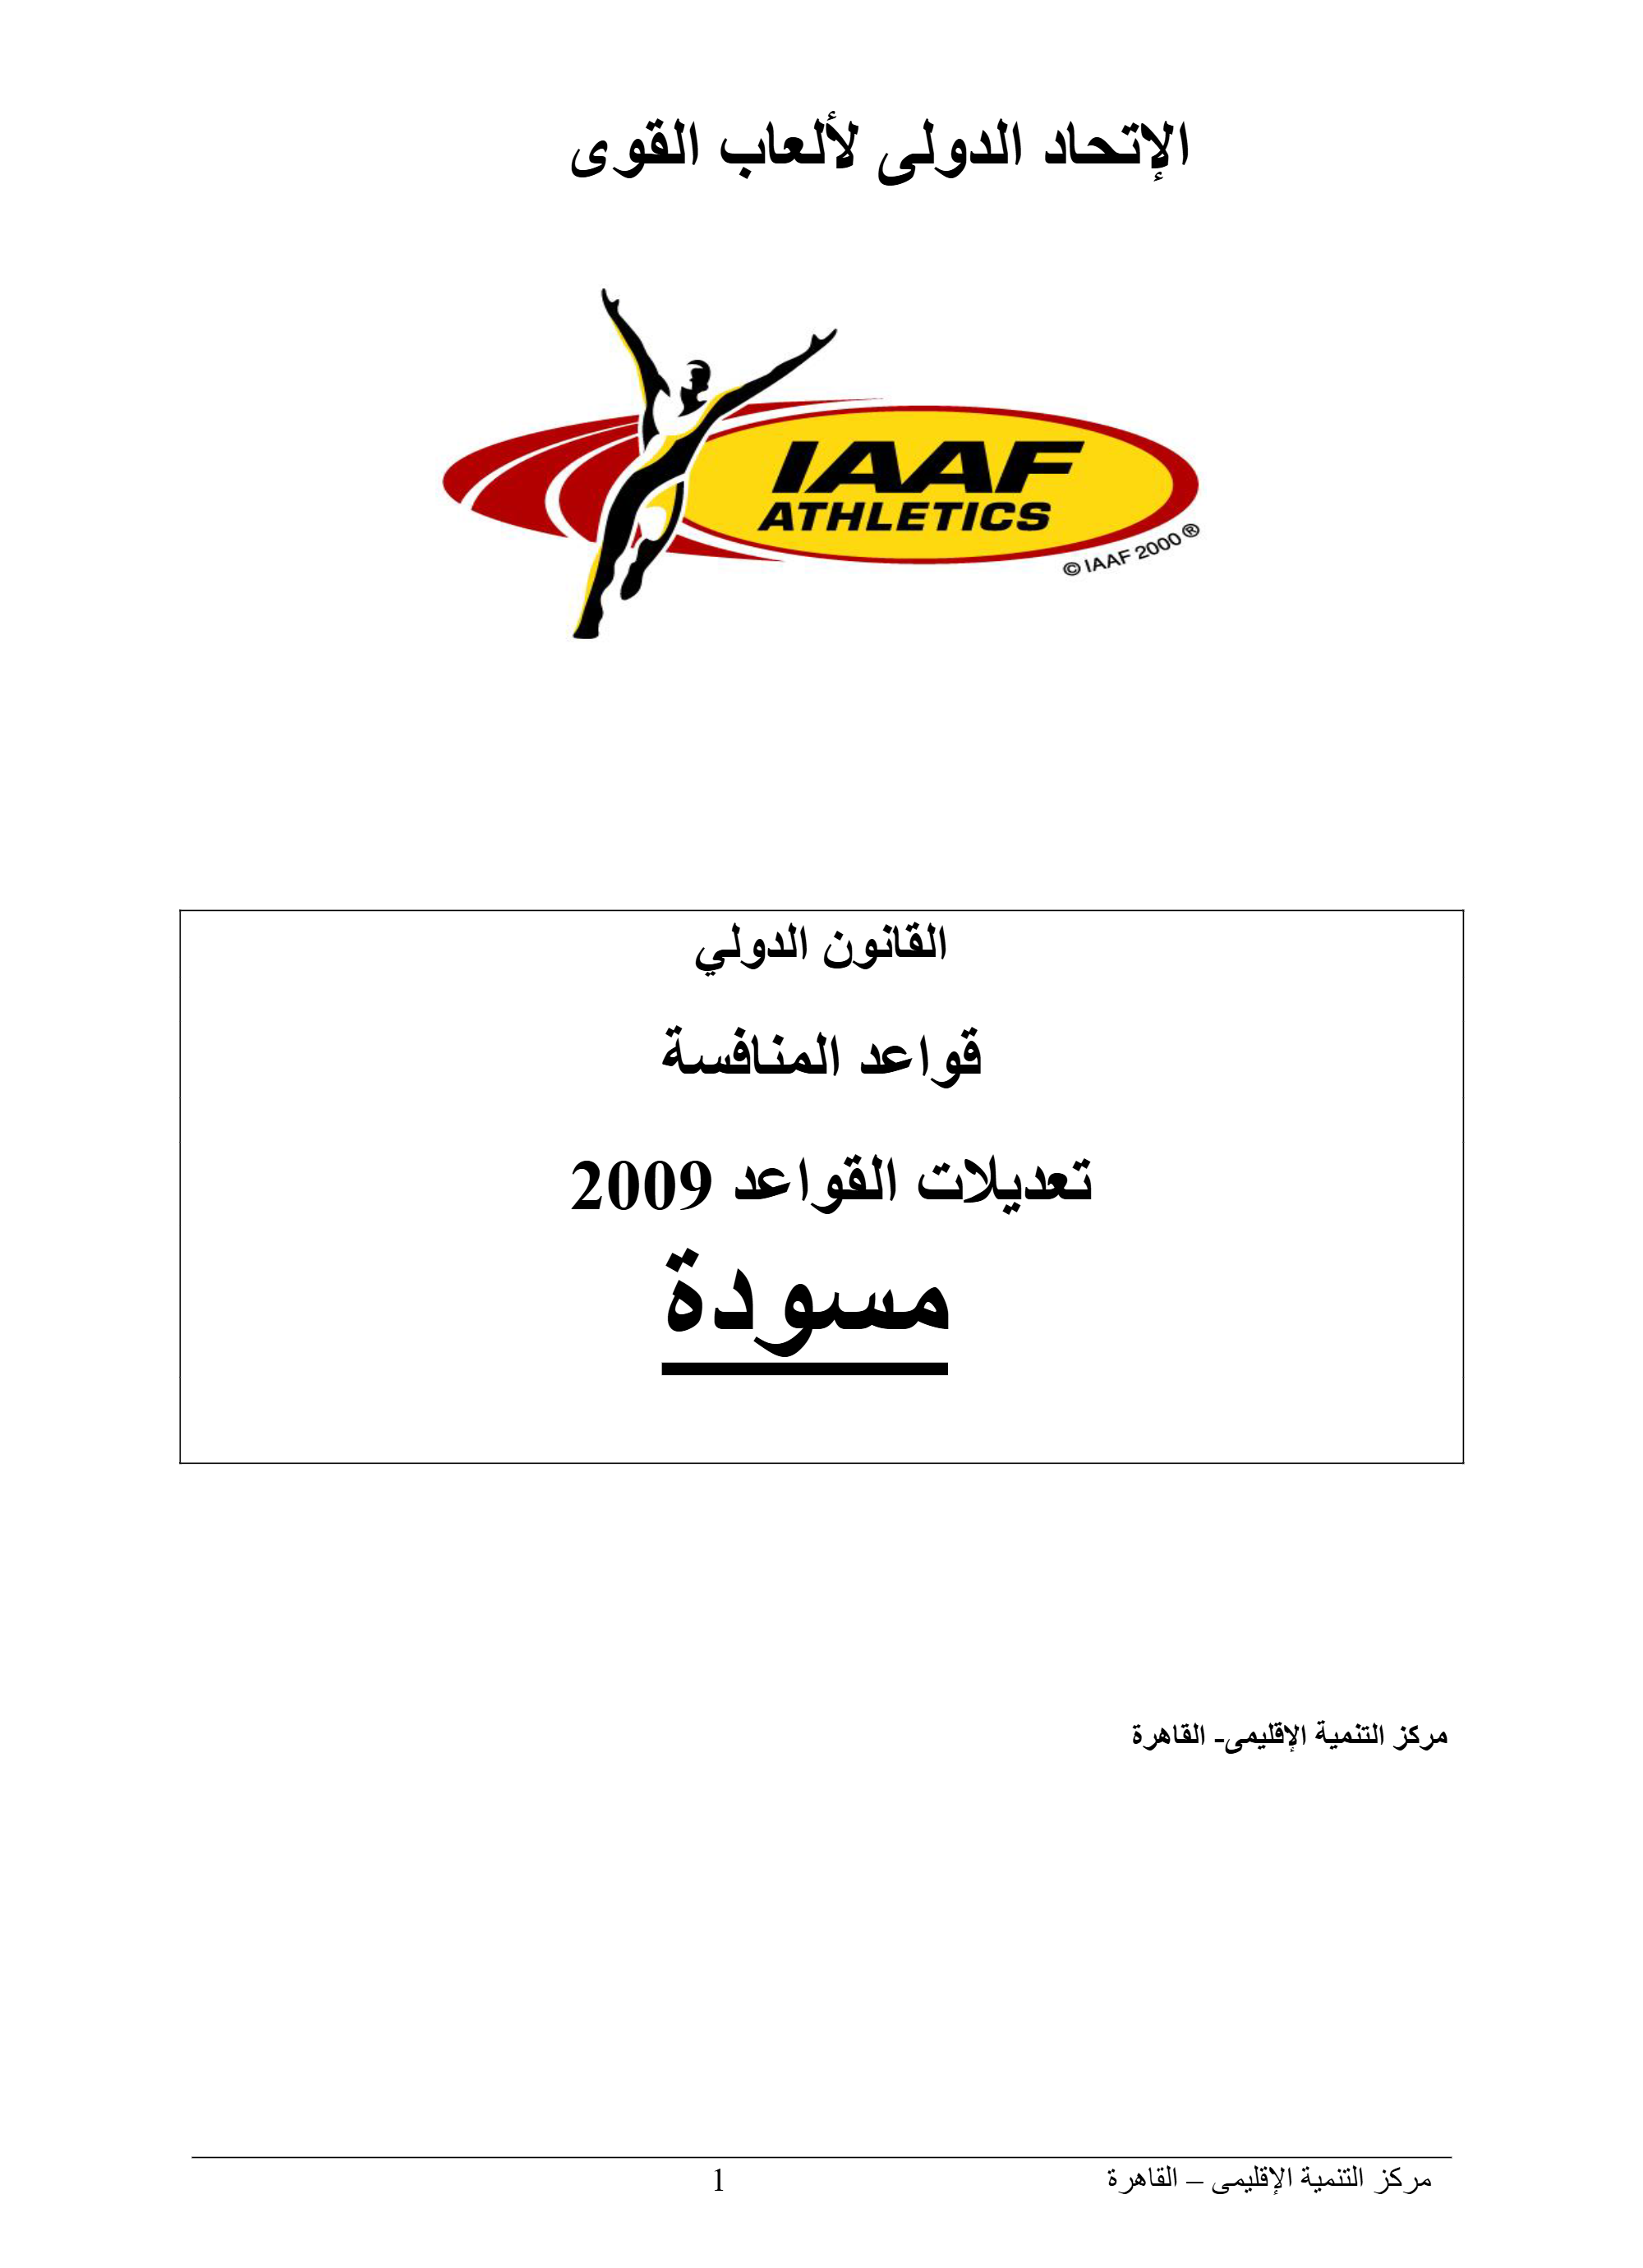 الإتحاد الدولى لألعاب القوى
IAAF
ATHLETICS
© IAAF 2000 ®
القانون الدولي
قواعد المنافسة
تعديلات القواعد 2009
مسودة
مركز التنمية الإقليمى- القاهرة
مركز التنمية الإقليمى – القاهرة 1